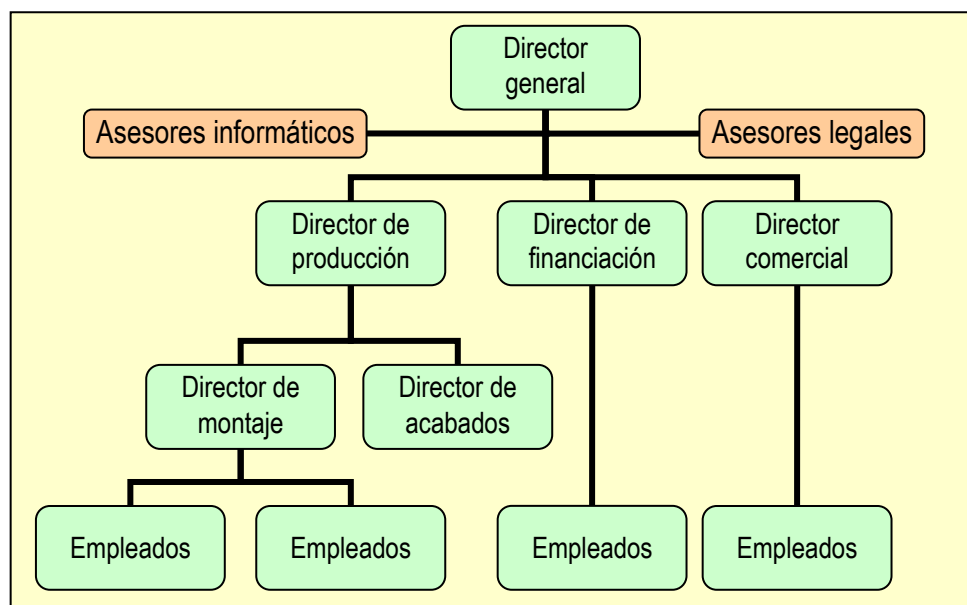 Director
general
Asesores informáticos
Asesores legales
Director de
producción
Director de
financiación
Director
comercial
Director de
montaje
Director de
acabados
Empleados
Empleados
Empleados
Empleados